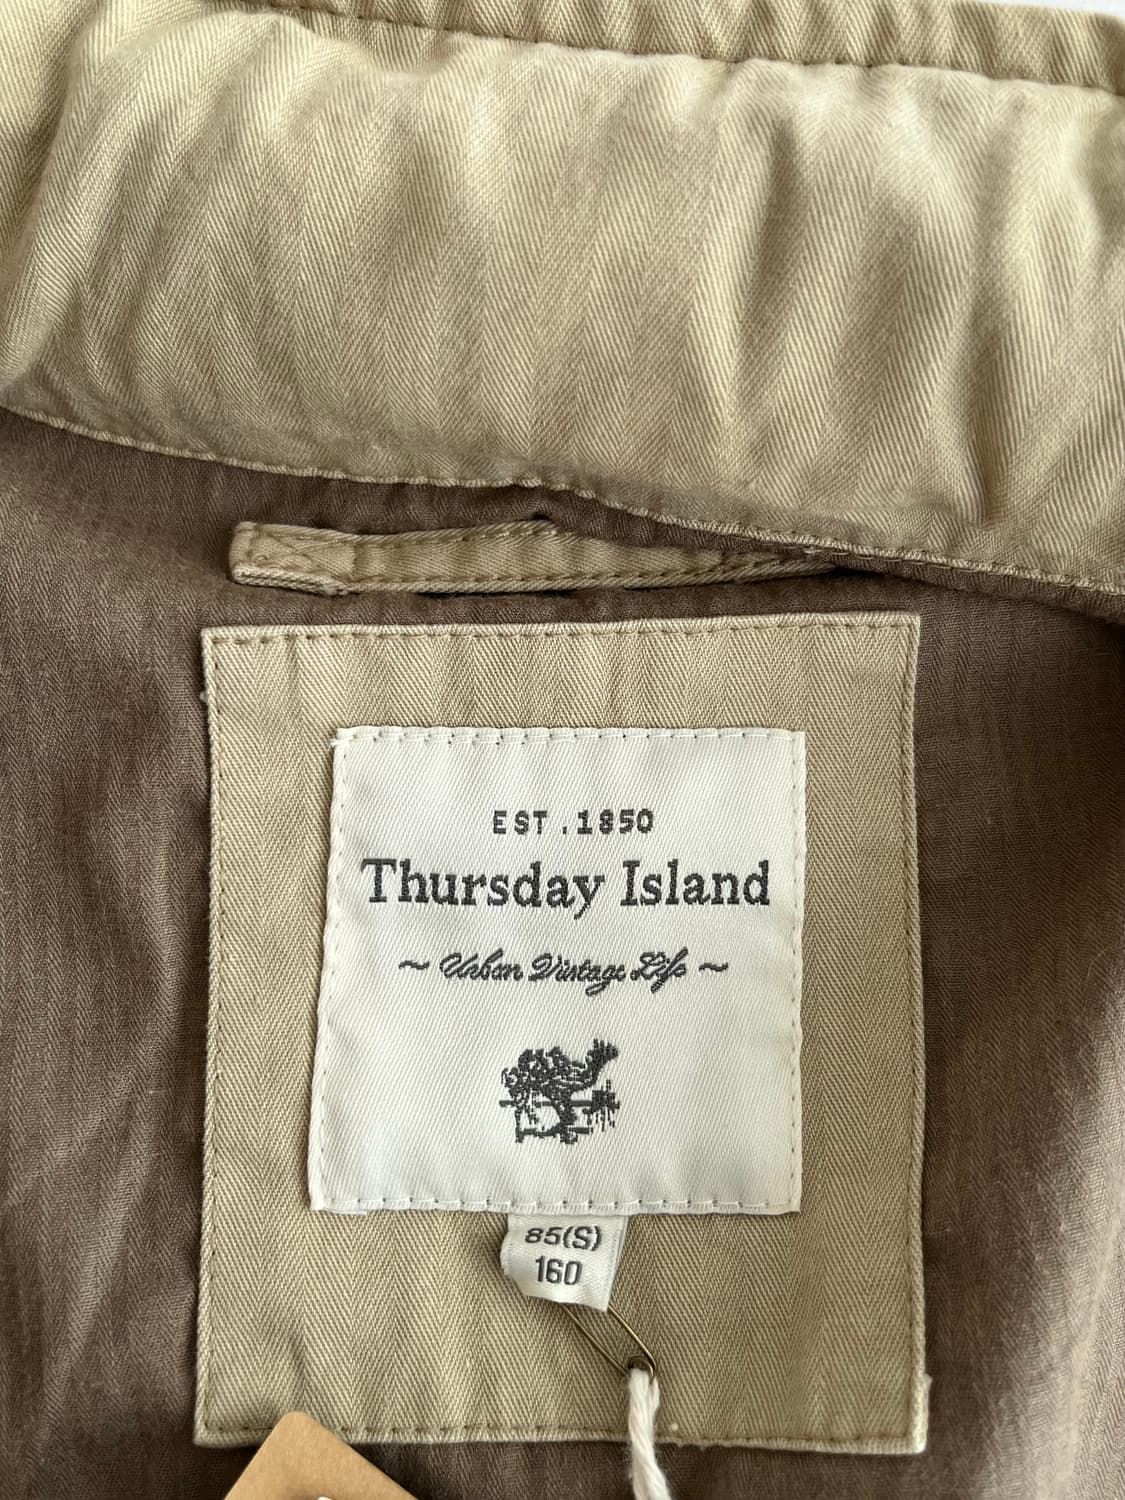 EST.1850
Thursday Island
~ Urban Vintage Life ~
85(S)
160